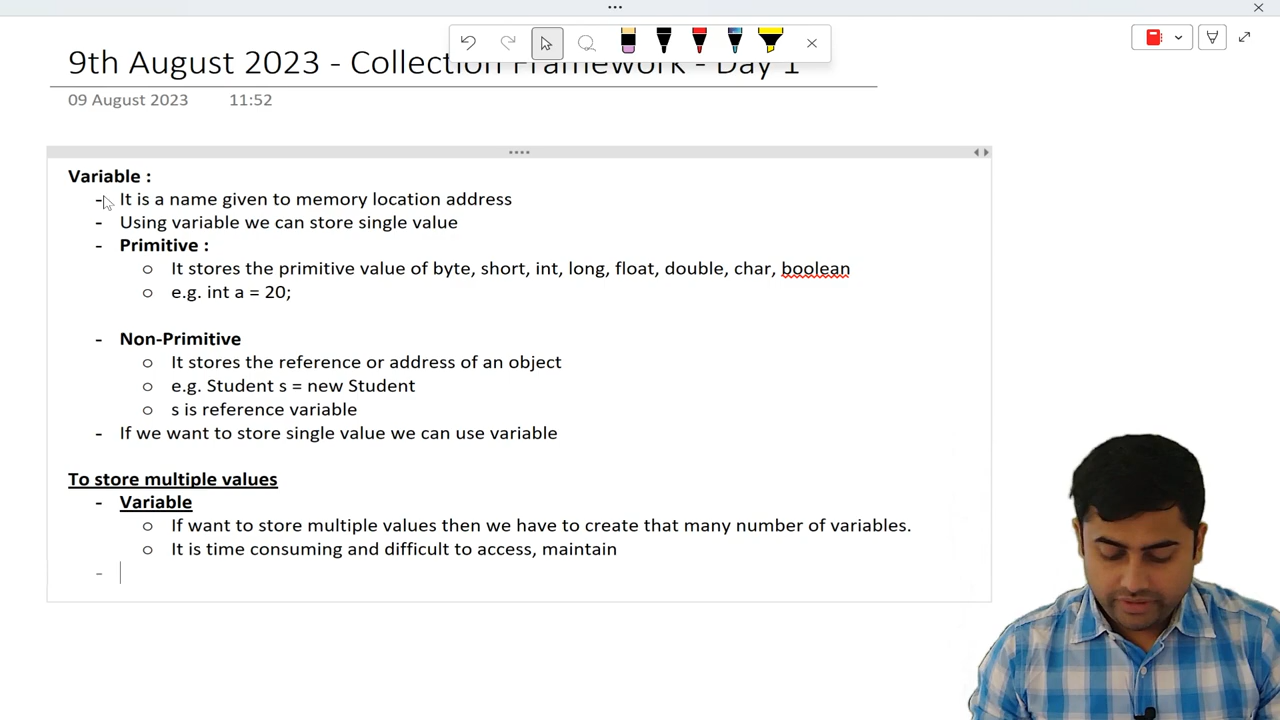 9th August 2023 - Collection Framework - Day 1
09 August 2023 11:52
Variable :
- It is a name given to memory location address
- Using variable we can store single value
- Primitive :
o It stores the primitive value of byte, short, int, long, float, double, char, boolean
o e.g. int a = 20;
- Non-Primitive
o It stores the reference or address of an object
o e.g. Student s = new Student
o s is reference variable
- If we want to store single value we can use variable
To store multiple values
- Variable
o If want to store multiple values then we have to create that many number of variables.
o It is time consuming and difficult to access, maintain
-